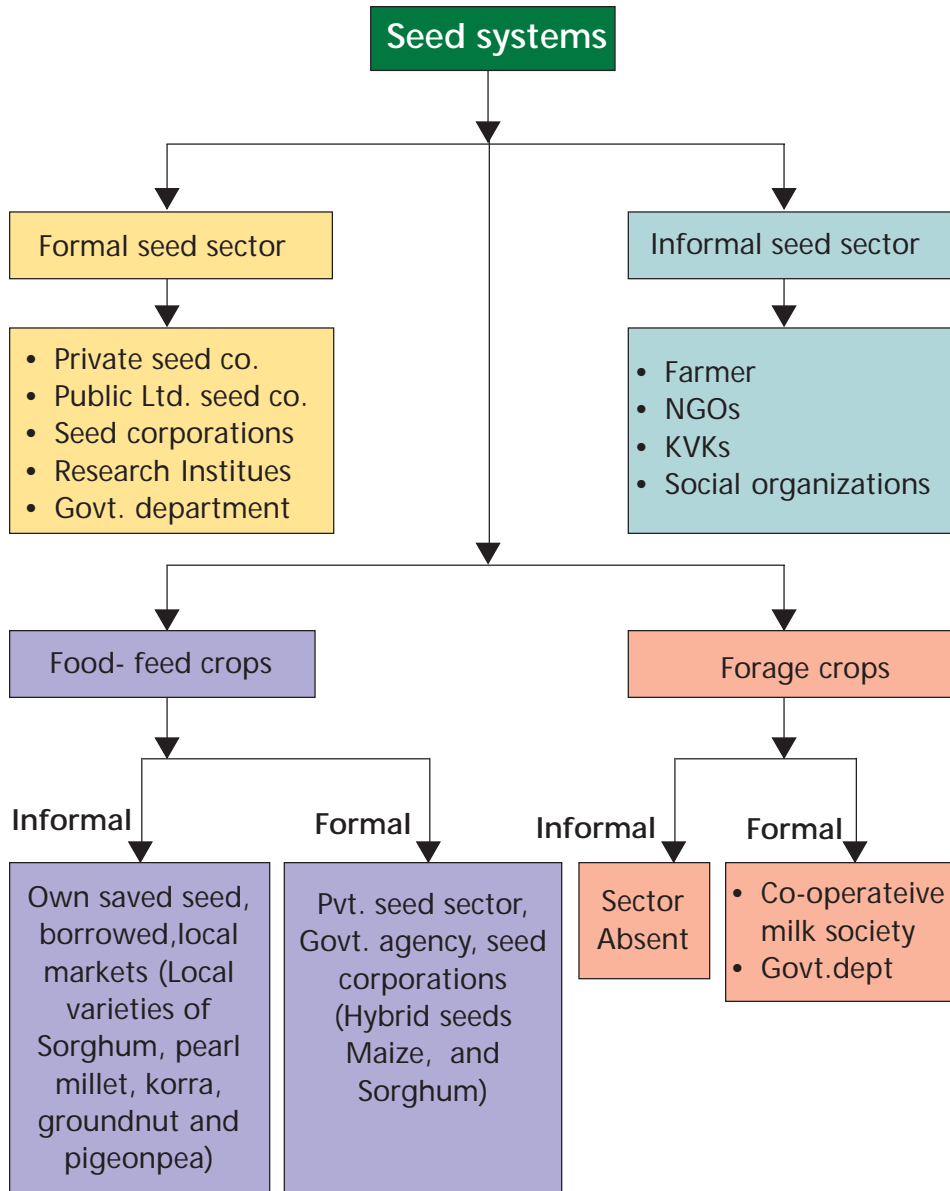 Seed systems
Formal seed sector
Informal seed sector
• Private seed co.
• Public Ltd. seed co.
• Seed corporations
• Research Institues
• Govt. department
• Farmer
• NGOs
• KVKs
• Social organizations
Food- feed crops
Forage crops
Informal
Formal
Informal
Formal
Own saved seed,
borrowed,local
markets (Local
varieties of
Sorghum, pearl
millet, korra,
groundnut and
pigeonpea)
Pvt. seed sector,
Govt. agency, seed
corporations
(Hybrid seeds
Maize, and
Sorghum)
Sector
Absent
• Co-operateive
milk society
• Govt.dept